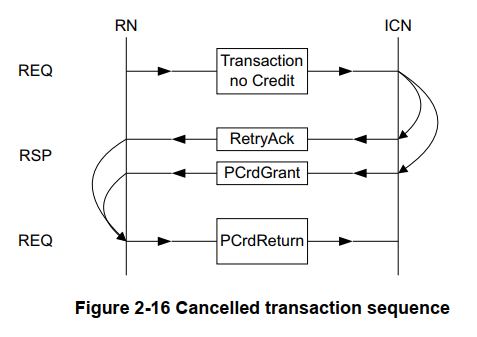 RN
ICN
REQ
Transaction
no Credit
RSP
RetryAck
PCrdGrant
REQ
PCrdReturn
Figure 2-16 Cancelled transaction sequence